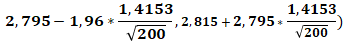 2,795 − 1,96 * 1,4153/√200 , 2,815 + 2,795 * 1,4153/√200 )